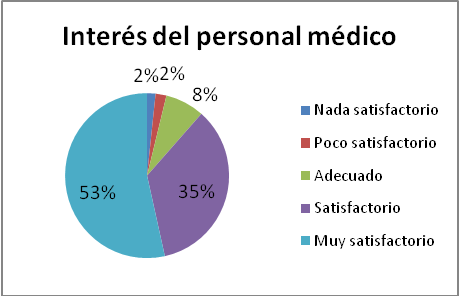 Interés del personal médico
2%
2%
8%
35%
53%
Nada satisfactorio
Poco satisfactorio
Adecuado
Satisfactorio
Muy satisfactorio